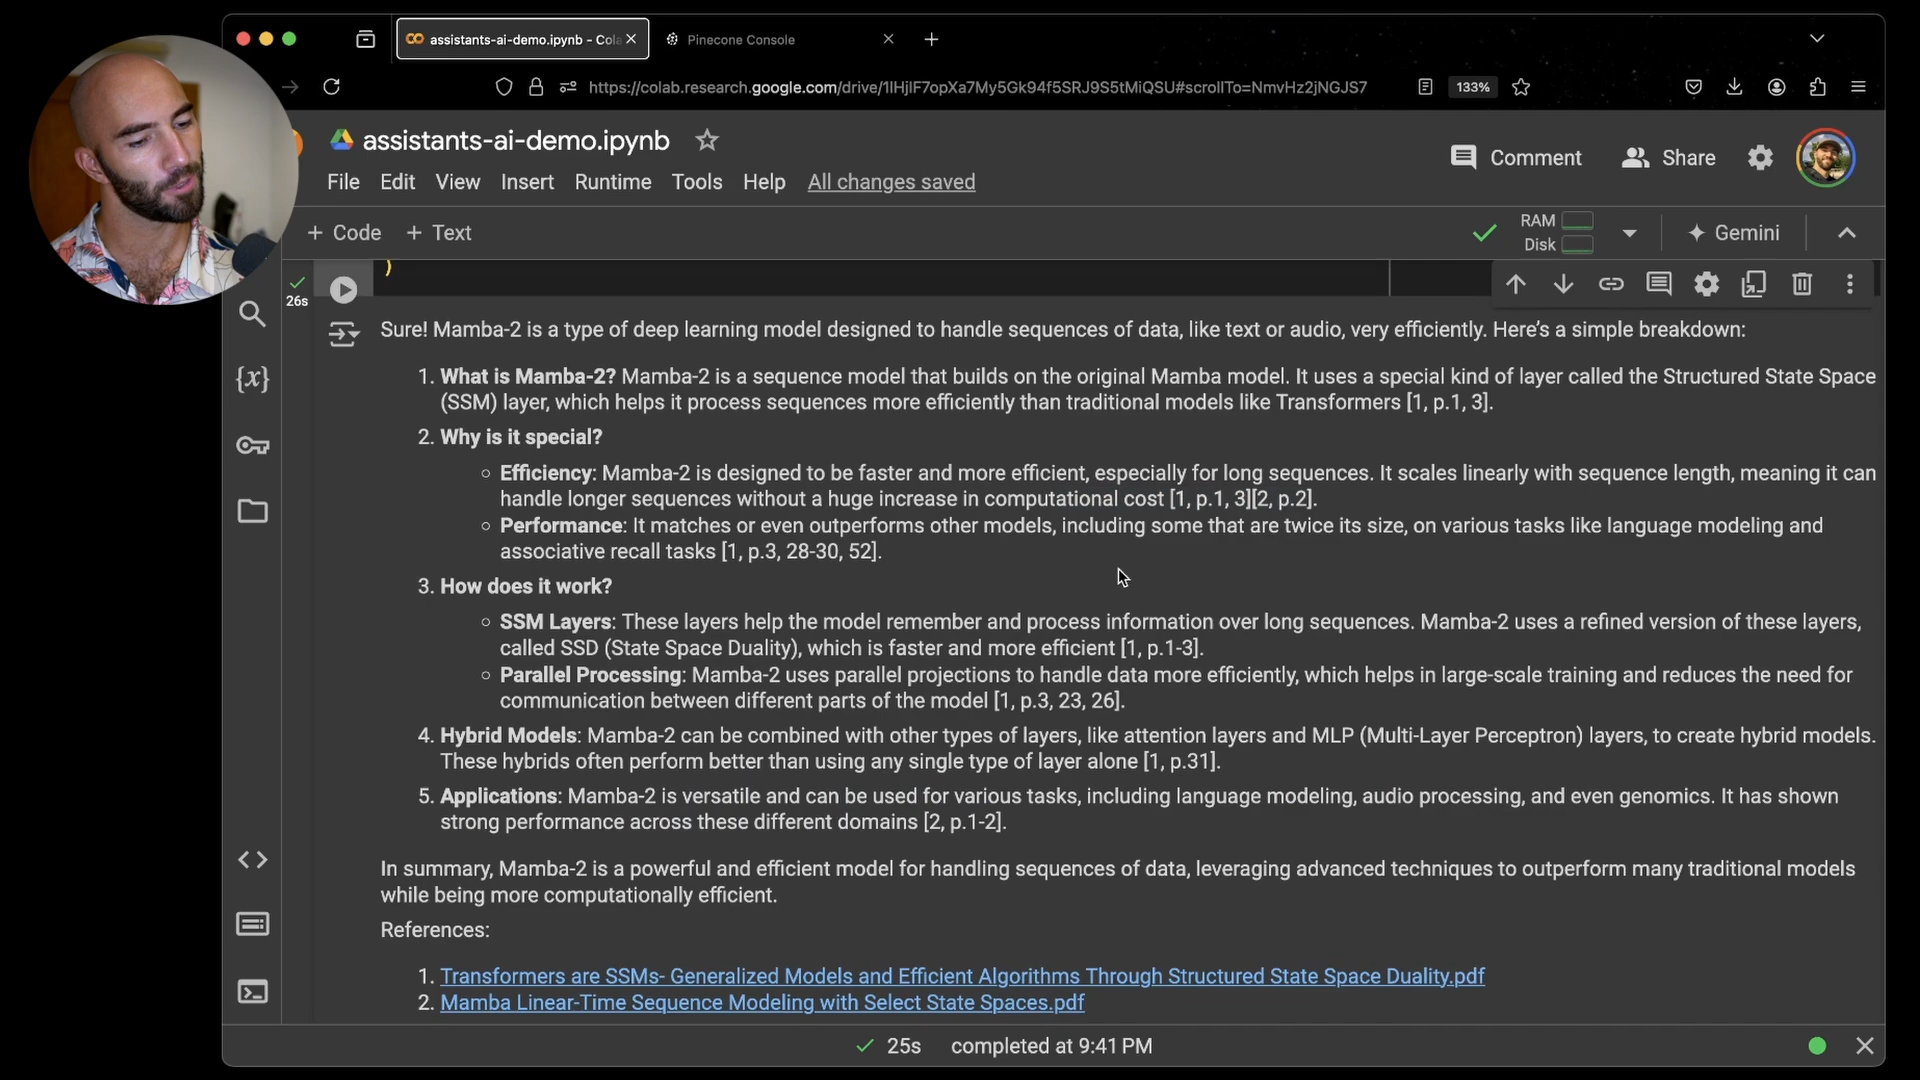 assistants-ai-demo.ipynb - Cola
Pinecone Console
https://colab.research.google.com/drive/1lHjIF7opXa7My5Gk94f5SRJ9S5tMiQSU#scrollTo=NmvHz2jNGJS7
133%
assistants-ai-demo.ipynb
Comment
Share
File Edit View Insert Runtime Tools Help All changes saved
+ Code + Text
RAM
Disk
Gemini
)
26s
Sure! Mamba-2 is a type of deep learning model designed to handle sequences of data, like text or audio, very efficiently. Here's a simple breakdown:
1. What is Mamba-2? Mamba-2 is a sequence model that builds on the original Mamba model. It uses a special kind of layer called the Structured State Space
(SSM) layer, which helps it process sequences more efficiently than traditional models like Transformers [1, p.1, 3].
2. Why is it special?
○ Efficiency: Mamba-2 is designed to be faster and more efficient, especially for long sequences. It scales linearly with sequence length, meaning it can
handle longer sequences without a huge increase in computational cost [1, p.1, 3][2, p.2].
○ Performance: It matches or even outperforms other models, including some that are twice its size, on various tasks like language modeling and
associative recall tasks [1, p.3, 28-30, 52].
3. How does it work?
○ SSM Layers: These layers help the model remember and process information over long sequences. Mamba-2 uses a refined version of these layers,
called SSD (State Space Duality), which is faster and more efficient [1, p.1-3].
○ Parallel Processing: Mamba-2 uses parallel projections to handle data more efficiently, which helps in large-scale training and reduces the need for
communication between different parts of the model [1, p.3, 23, 26].
4. Hybrid Models: Mamba-2 can be combined with other types of layers, like attention layers and MLP (Multi-Layer Perceptron) layers, to create hybrid models.
These hybrids often perform better than using any single type of layer alone [1, p.31].
5. Applications: Mamba-2 is versatile and can be used for various tasks, including language modeling, audio processing, and even genomics. It has shown
strong performance across these different domains [2, p.1-2].
In summary, Mamba-2 is a powerful and efficient model for handling sequences of data, leveraging advanced techniques to outperform many traditional models
while being more computationally efficient.
References:
1. Transformers are SSMs- Generalized Models and Efficient Algorithms Through Structured State Space Duality.pdf
2. Mamba Linear-Time Sequence Modeling with Select State Spaces.pdf
25s completed at 9:41 PM